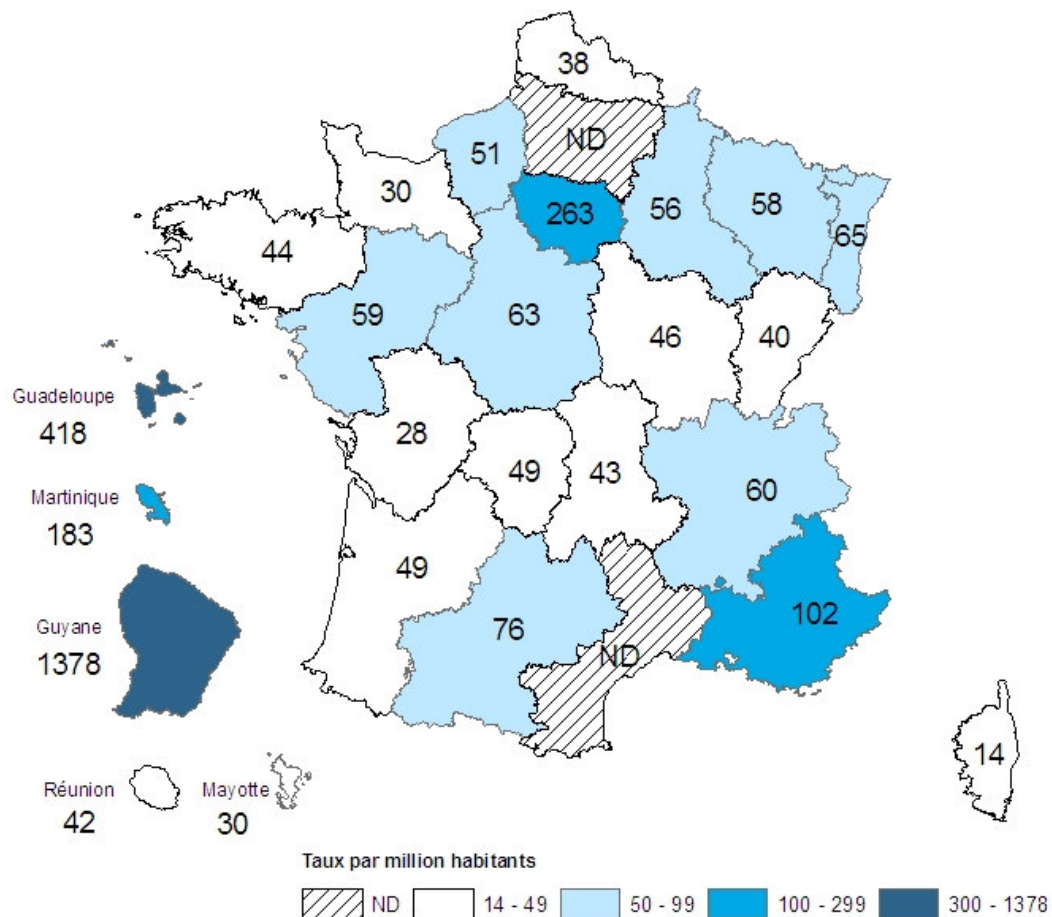 38
ND
51
30
263
56
58
65
44
59
63
46
40
Guadeloupe
418
28
49
43
60
Martinique
183
49
76
ND
102
Guyane
1378
14
Réunion
42
Mayotte
30
Taux par million habitants
ND 14 - 49 50 - 99 100 - 299 300 - 1378